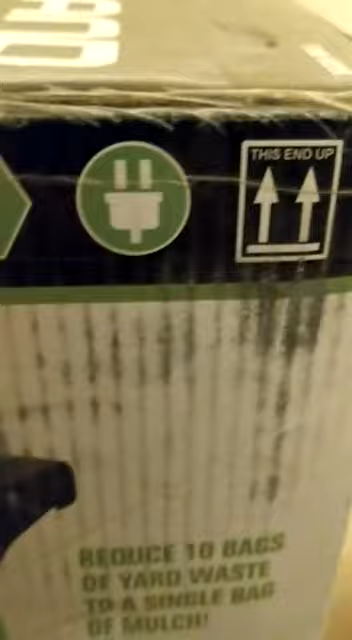 THIS END UP
REDUCE 10 BAGS
OF YARD WASTE
TO A SINGLE BAG
OF MULCH!